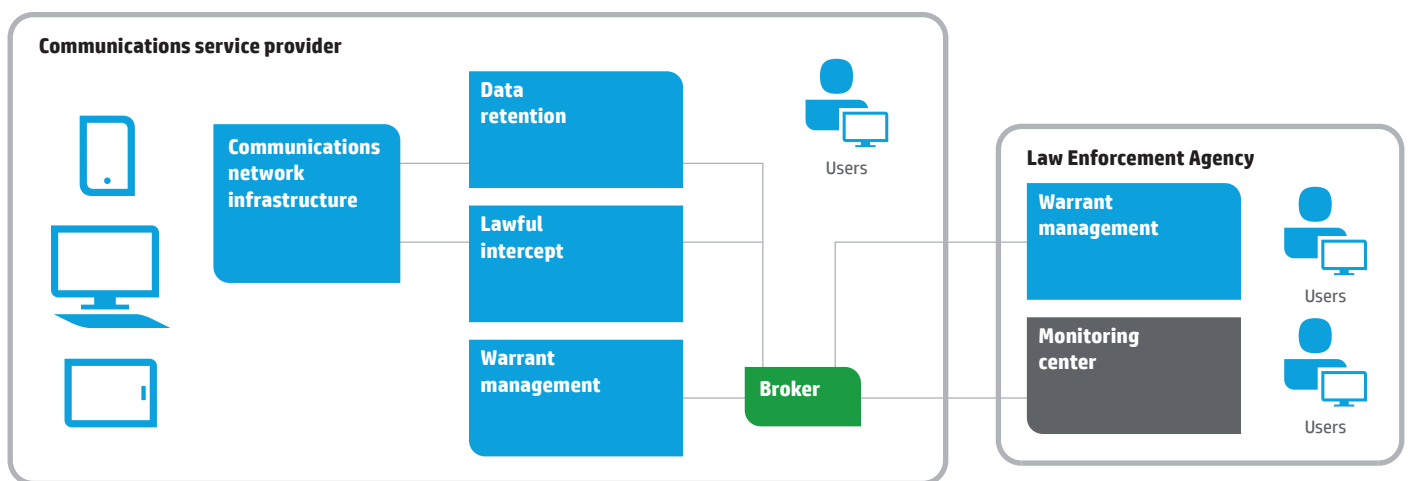 Communications service provider
Data
retention
Users
Communications
network
infrastructure
Lawful
intercept
Warrant
management
Broker
Law Enforcement Agency
Warrant
management
Users
Monitoring
center
Users